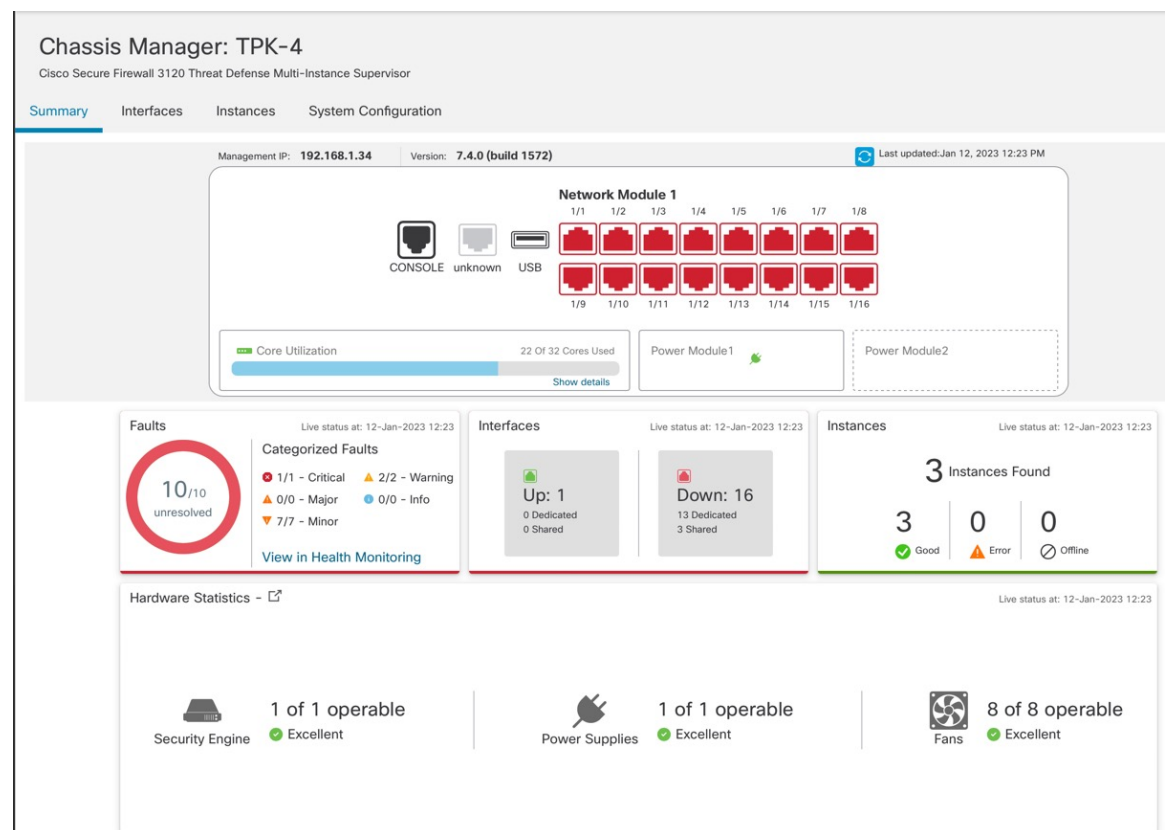 Chassis Manager: TPK-4
Cisco Secure Firewall 3120 Threat Defense Multi-Instance Supervisor
Summary Interfaces Instances System Configuration
Management IP: 192.168.1.34 Version: 7.4.0 (build 1572) Last updated:Jan 12, 2023 12:23 PM
Network Module 1
1/1 1/2 1/3 1/4 1/5 1/6 1/7 1/8
CONSOLE unknown USB
1/9 1/10 1/11 1/12 1/13 1/14 1/15 1/16
Core Utilization 22 Of 32 Cores Used
Show details
Power Module1
Power Module2
Faults Live status at: 12-Jan-2023 12:23
10/10
unresolved
Categorized Faults
1/1 - Critical 2/2 - Warning
0/0 - Major 0/0 - Info
7/7 - Minor
View in Health Monitoring
Interfaces Live status at: 12-Jan-2023 12:23
Up: 1
0 Dedicated
0 Shared
Down: 16
13 Dedicated
3 Shared
Instances Live status at: 12-Jan-2023 12:23
3 Instances Found
3 0 0
Good Error Offline
Hardware Statistics - Live status at: 12-Jan-2023 12:23
Security Engine
1 of 1 operable
Excellent
Power Supplies
1 of 1 operable
Excellent
Fans
8 of 8 operable
Excellent